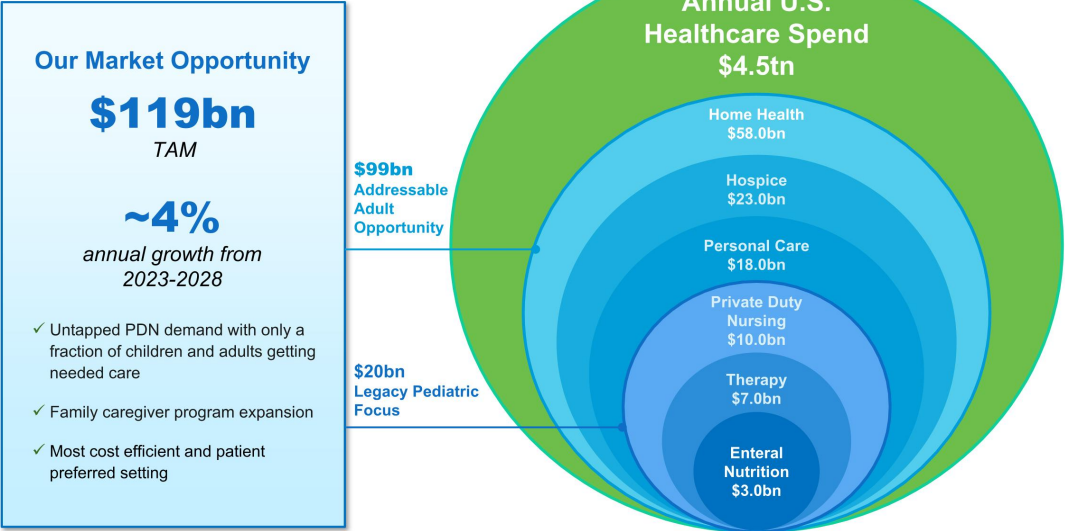 Our Market Opportunity
$119bn
TAM
~4%
annual growth from
2023-2028
✓ Untapped PDN demand with only a
fraction of children and adults getting
needed care
✓ Family caregiver program expansion
✓ Most cost efficient and patient
preferred setting
$99bn
Addressable
Adult
Opportunity
$20bn
Legacy Pediatric
Focus
Annual U.S.
Healthcare Spend
$4.5tn
Home Health
$58.0bn
Hospice
$23.0bn
Personal Care
$18.0bn
Private Duty
Nursing
$10.0bn
Therapy
$7.0bn
Enteral
Nutrition
$3.0bn